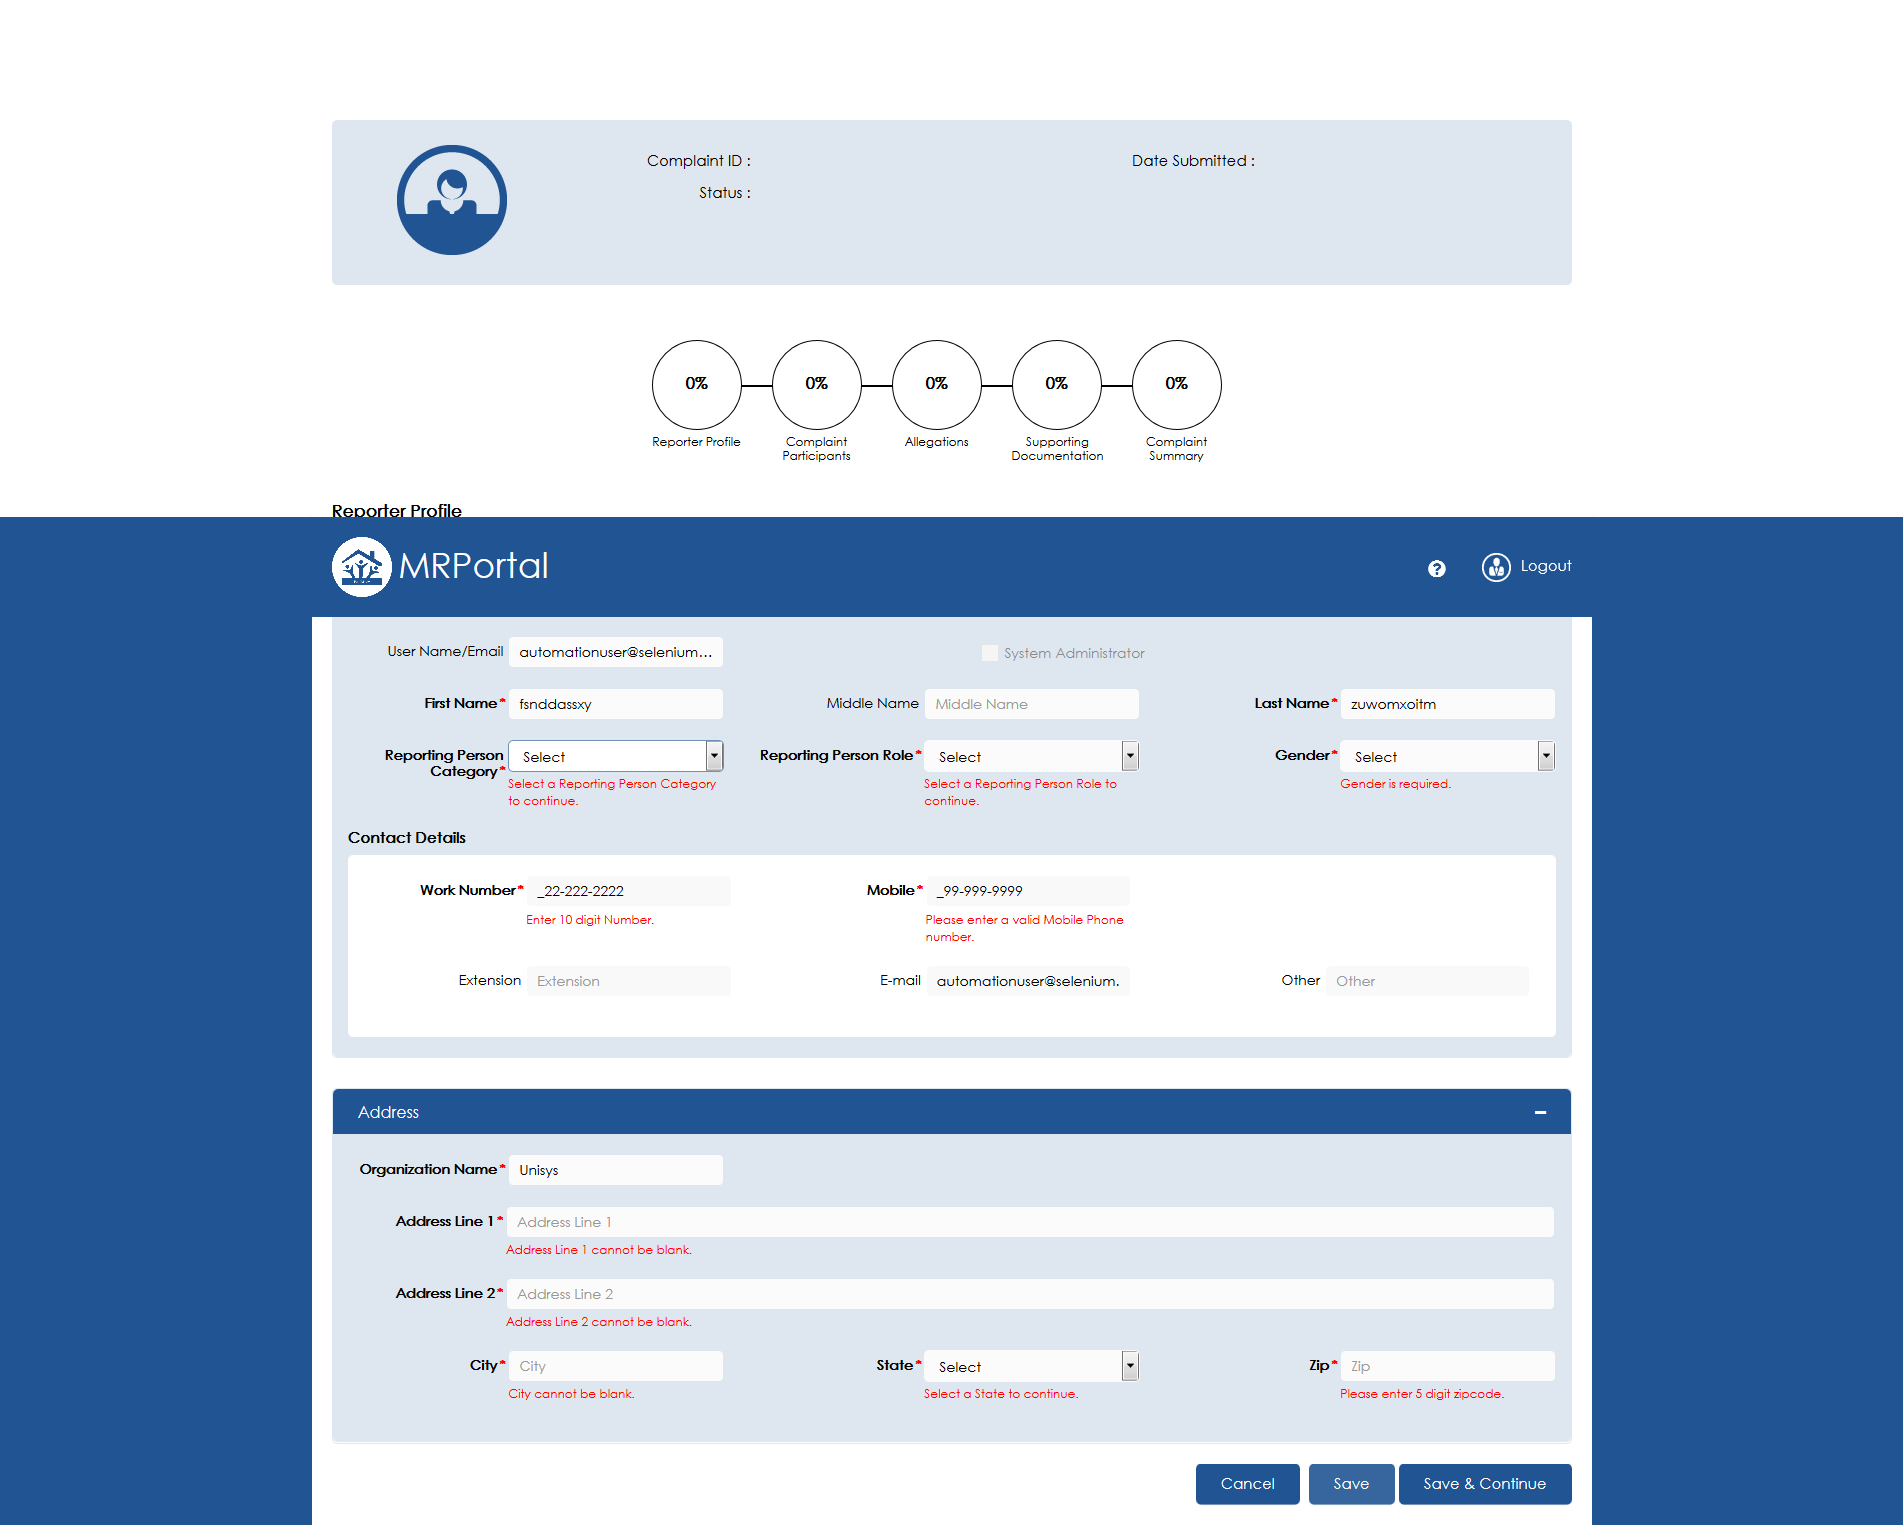 Complaint ID :
Date Submitted :
Status :
0%
0%
0%
0%
0%
Reporter Profile
Complaint
Participants
Allegations
Supporting
Documentation
Complaint
Summary
Reporter Profile
MRPortal
? Logout
User Name/Email automationuser@selenium...
System Administrator
First Name* fsnddassxy
Middle Name Middle Name
Last Name* zuwomxoitm
Reporting Person
Category* Select
Select a Reporting Person Category
to continue.
Reporting Person Role* Select
Select a Reporting Person Role to
continue.
Gender* Select
Gender is required.
Contact Details
Work Number* _22-222-2222
Enter 10 digit Number.
Mobile* _99-999-9999
Please enter a valid Mobile Phone
number.
Extension Extension
E-mail automationuser@selenium.
Other Other
Address
Organization Name* Unisys
Address Line 1* Address Line 1
Address Line 1 cannot be blank.
Address Line 2* Address Line 2
Address Line 2 cannot be blank.
City* City
City cannot be blank.
State* Select
Select a State to continue.
Zip* Zip
Please enter 5 digit zipcode.
Cancel
Save
Save & Continue